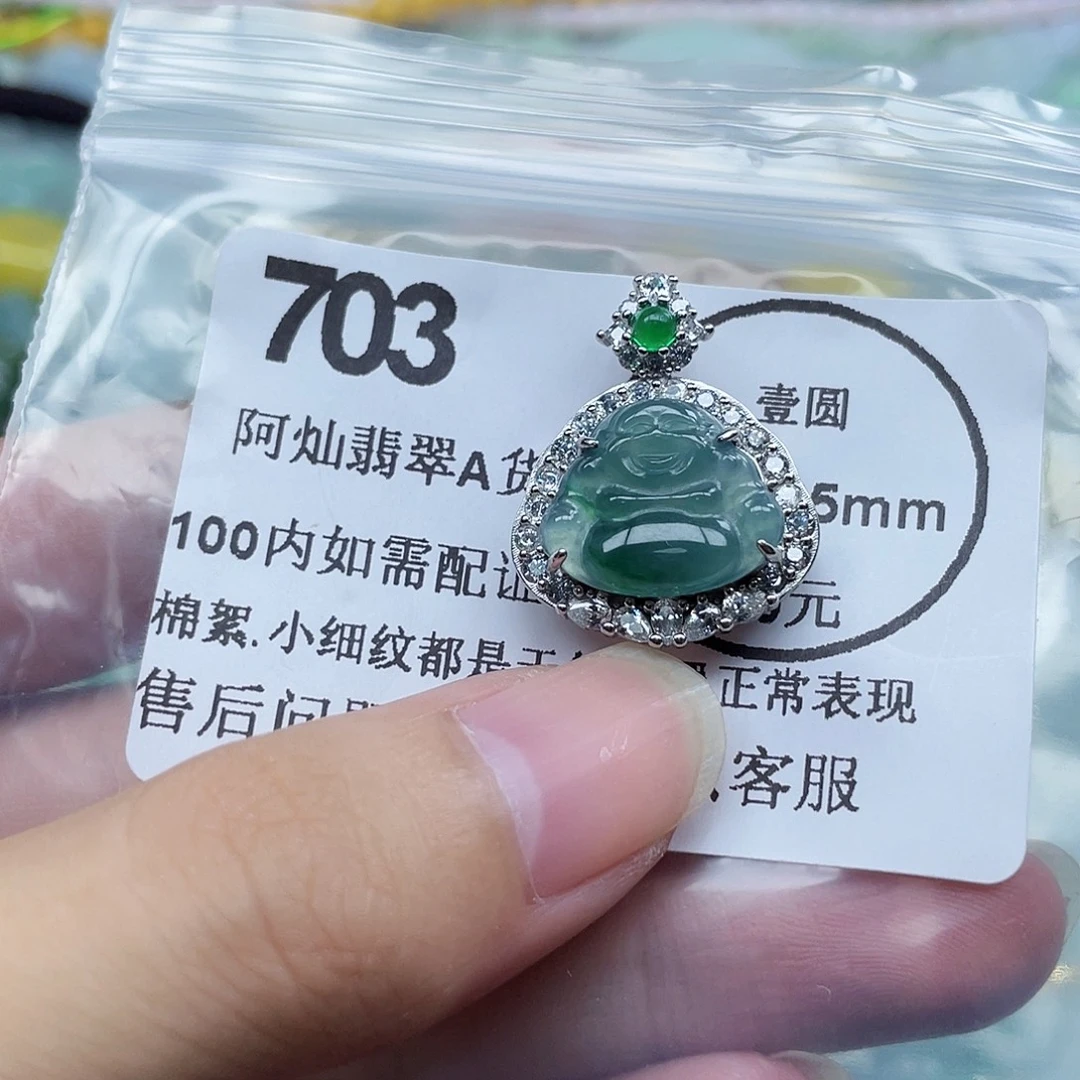 703
壹圆
阿灿翡翠A货
5mm
100内如需配证
元
棉絮.小细纹都是
正常表现
售后问
客服